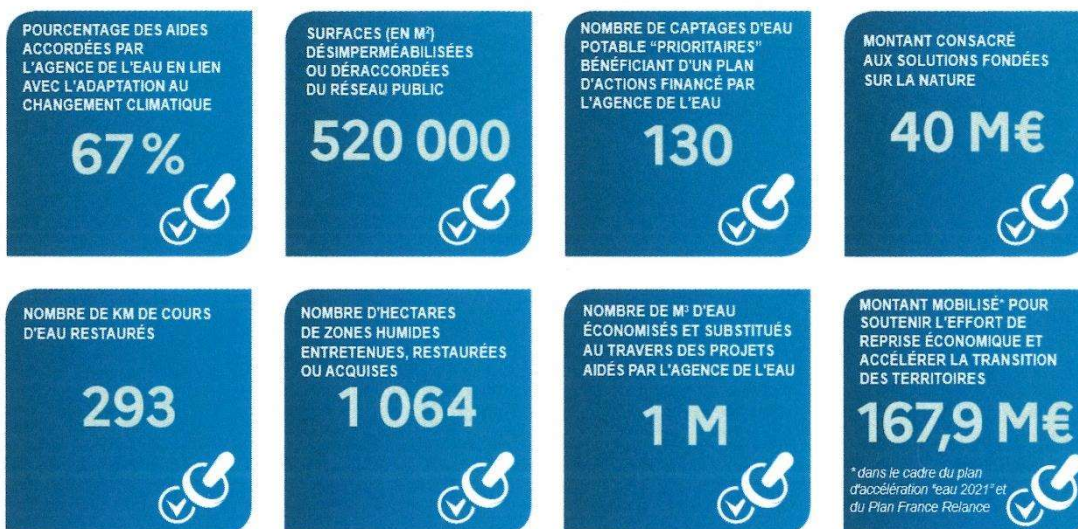 POURCENTAGE DES AIDES
ACCORDÉES PAR
L'AGENCE DE L'EAU EN LIEN
AVEC L'ADAPTATION AU
CHANGEMENT CLIMATIQUE
67 %
SURFACES (EN M²)
DÉSIMPERMÉABILISÉES
OU DÉRACCORDÉES
DU RÉSEAU PUBLIC
520 000
NOMBRE DE CAPTAGES D'EAU
POTABLE "PRIORITAIRES"
BÉNÉFICIANT D'UN PLAN
D'ACTIONS FINANCÉ PAR
L'AGENCE DE L'EAU
130
MONTANT CONSACRÉ
AUX SOLUTIONS FONDÉES
SUR LA NATURE
40 M€
NOMBRE DE KM DE COURS
D'EAU RESTAURÉS
293
NOMBRE D'HECTARES
DE ZONES HUMIDES
ENTRETENUES, RESTAURÉES
OU ACQUISES
1 064
NOMBRE DE M³ D'EAU
ÉCONOMISÉS ET SUBSTITUÉS
AU TRAVERS DES PROJETS
AIDÉS PAR L'AGENCE DE L'EAU
1 M
MONTANT MOBILISÉ* POUR
SOUTENIR L'EFFORT DE
REPRISE ÉCONOMIQUE ET
ACCÉLÉRER LA TRANSITION
DES TERRITOIRES
167,9 M€
* dans le cadre du plan
d'accélération "eau 2021" et
du Plan France Relance